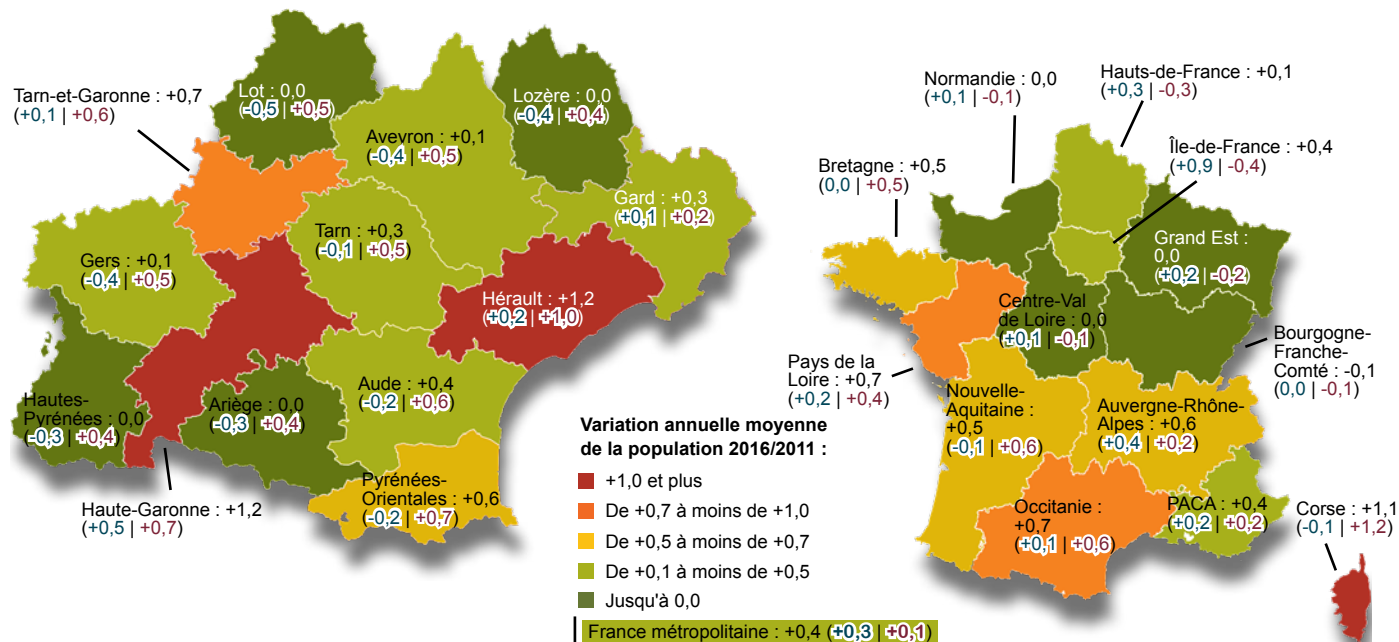 Tarn-et-Garonne : +0,7
(+0,1 | +0,6)
Lot : 0,0
(-0,5 | +0,5)
Lozère : 0,0
(-0,4 | +0,4)
Aveyron : +0,1
(-0,4 | +0,5)
Gard : +0,3
(+0,1 | +0,2)
Tarn : +0,3
(-0,1 | +0,5)
Gers : +0,1
(-0,4 | +0,5)
Hérault : +1,2
(+0,2 | +1,0)
Aude : +0,4
(-0,2 | +0,6)
Hautes-
Pyrénées : 0,0
(-0,3 | +0,4)
Ariège : 0,0
(-0,3 | +0,4)
Pyrénées-
Orientales : +0,6
(-0,2 | +0,7)
Haute-Garonne : +1,2
(+0,5 | +0,7)
Normandie : 0,0
(+0,1 | -0,1)
Hauts-de-France : +0,1
(+0,3 | -0,3)
Île-de-France : +0,4
(+0,9 | -0,4)
Bretagne : +0,5
(0,0 | +0,5)
Grand Est :
0,0
(+0,2 | -0,2)
Centre-Val
de Loire : 0,0
(+0,1 | -0,1)
Bourgogne-
Franche-
Comté : -0,1
(0,0 | -0,1)
Pays de la
Loire : +0,7
(+0,2 | +0,4)
Nouvelle-
Aquitaine :
+0,5
(-0,1 | +0,6)
Auvergne-Rhône-
Alpes : +0,6
(+0,4 | +0,2)
Occitanie :
+0,7
(+0,1 | +0,6)
PACA : +0,4
(+0,2 | +0,2)
Corse : +1,1
(-0,1 | +1,2)
Variation annuelle moyenne
de la population 2016/2011 :
+1,0 et plus
De +0,7 à moins de +1,0
De +0,5 à moins de +0,7
De +0,1 à moins de +0,5
Jusqu'à 0,0
France métropolitaine : +0,4 (+0,3 | +0,1)